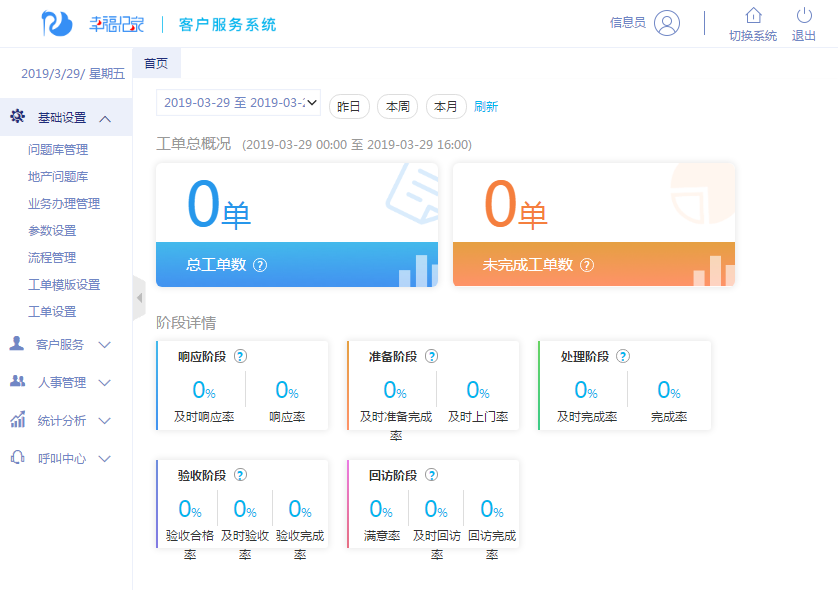 幸福记家 | 客户服务系统
信息员
切换系统 退出
2019/3/29/ 星期五
首页
基础设置
问题库管理
地产问题库
业务办理管理
参数设置
流程管理
工单模版设置
工单设置
客户服务
人事管理
统计分析
呼叫中心
2019-03-29 至 2019-03-2 昨日 本周 本月 刷新
工单总概况 (2019-03-29 00:00 至 2019-03-29 16:00)
0单
总工单数 ?
0单
未完成工单数 ?
阶段详情
响应阶段 ?
0% 0%
及时响应率 响应率
准备阶段 ?
0% 0%
及时准备完成率 及时上门率
处理阶段 ?
0% 0%
及时完成率 完成率
验收阶段 ?
0% 0% 0%
验收合格率 及时验收率 验收完成率
回访阶段 ?
0% 0% 0%
满意率 及时回访率 回访完成率